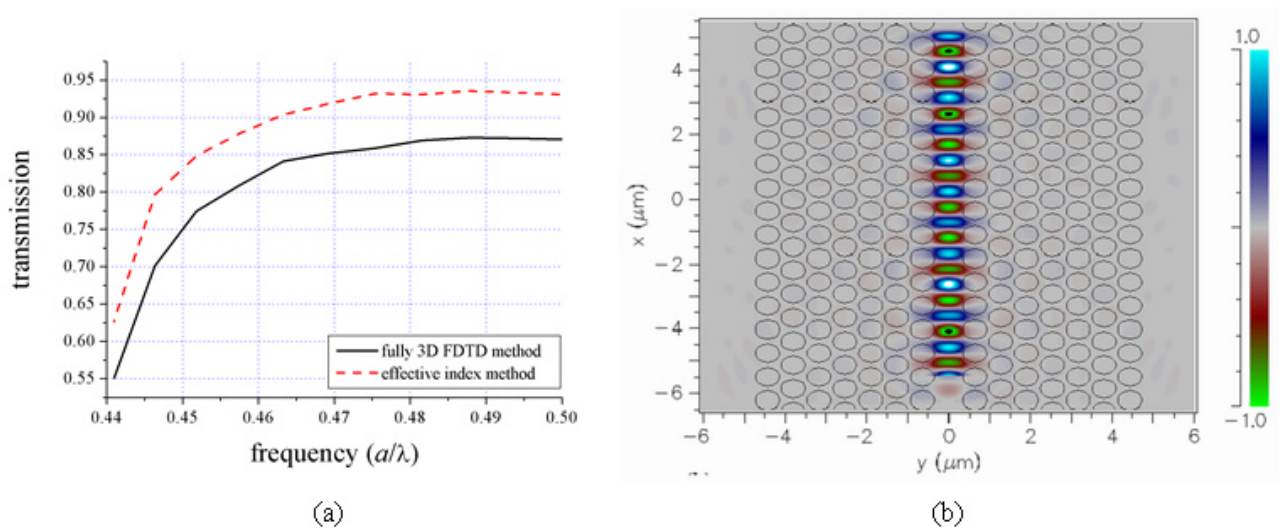 0.95
0.90
0.85
0.80
0.75
0.70
0.65
0.60
0.55
transmission
fully 3D FDTD method
effective index method
0.44 0.45 0.46 0.47 0.48 0.49 0.50
frequency (a/λ)
(a)
4
2
0
−2
−4
−6
x (μm)
−6 −4 −2 0 2 4 6
y (μm)
1.0
−1.0
(b)